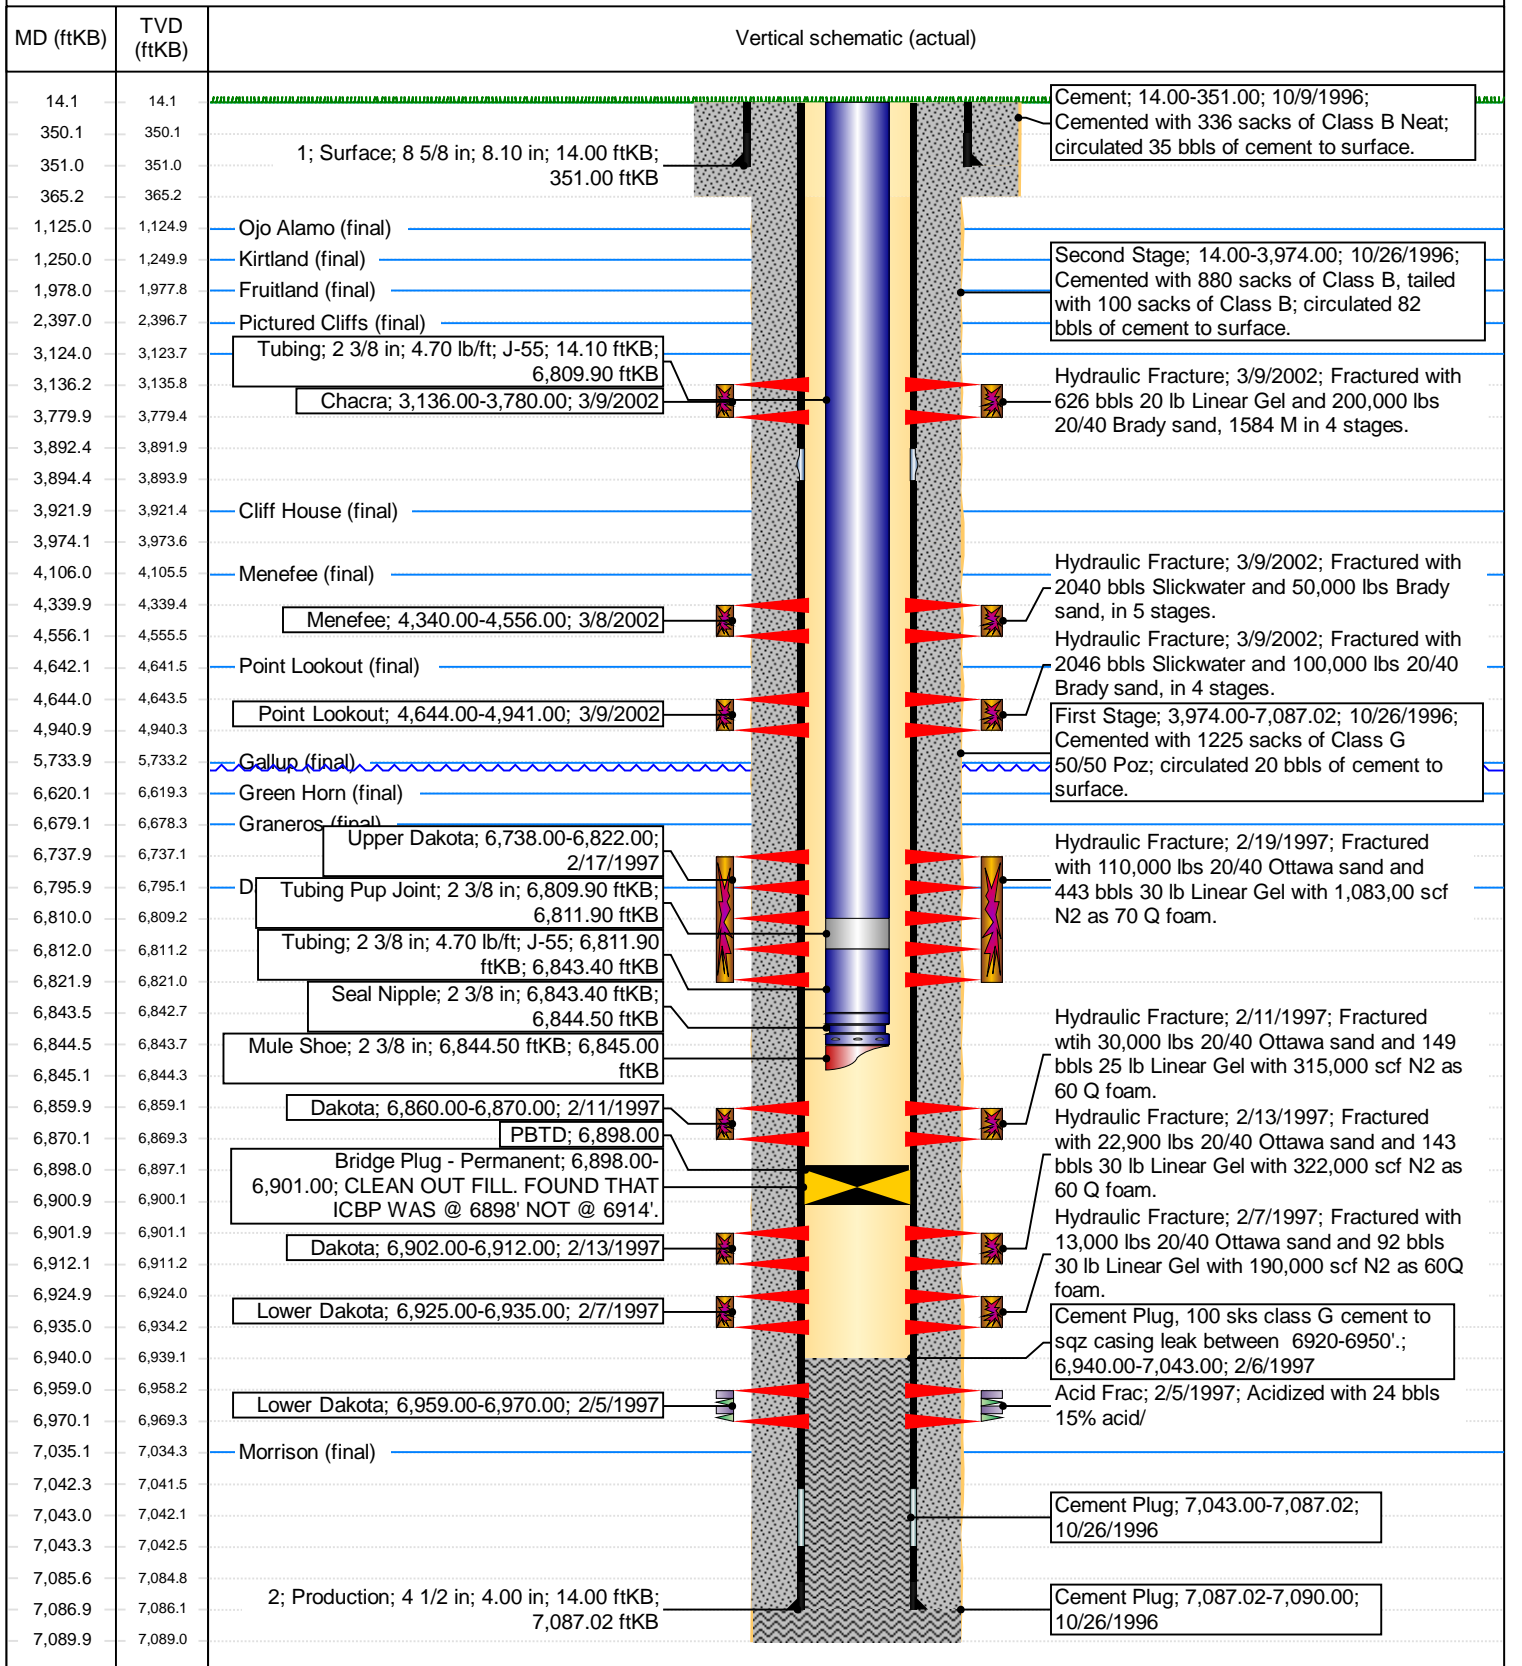 MD (ftKB)
TVD
(ftKB)
Vertical schematic (actual)
14.1 14.1
350.1 350.1
351.0 351.0
365.2 365.2
1,125.0 1,124.9
1,250.0 1,249.9
1,978.0 1,977.8
2,397.0 2,396.7
3,124.0 3,123.7
3,136.2 3,135.8
3,779.9 3,779.4
3,892.4 3,891.9
3,894.4 3,893.9
3,921.9 3,921.4
3,974.1 3,973.6
4,106.0 4,105.5
4,339.9 4,339.4
4,556.1 4,555.5
4,642.1 4,641.5
4,644.0 4,643.5
4,940.9 4,940.3
5,733.9 5,733.2
6,620.1 6,619.3
6,679.1 6,678.3
6,737.9 6,737.1
6,795.9 6,795.1
6,810.0 6,809.2
6,812.0 6,811.2
6,821.9 6,821.0
6,843.5 6,842.7
6,844.5 6,843.7
6,845.1 6,844.3
6,859.9 6,859.1
6,870.1 6,869.3
6,898.0 6,897.1
6,900.9 6,900.1
6,901.9 6,901.1
6,912.1 6,911.2
6,924.9 6,924.0
6,935.0 6,934.2
6,940.0 6,939.1
6,959.0 6,958.2
6,970.1 6,969.3
7,035.1 7,034.3
7,042.3 7,041.5
7,043.0 7,042.1
7,043.3 7,042.5
7,085.6 7,084.8
7,086.9 7,086.1
7,089.9 7,089.0
1; Surface; 8 5/8 in; 8.10 in; 14.00 ftKB;
351.00 ftKB
Ojo Alamo (final)
Kirtland (final)
Fruitland (final)
Pictured Cliffs (final)
Tubing; 2 3/8 in; 4.70 lb/ft; J-55; 14.10 ftKB;
6,809.90 ftKB
Chacra; 3,136.00-3,780.00; 3/9/2002
Cliff House (final)
Menefee (final)
Menefee; 4,340.00-4,556.00; 3/8/2002
Point Lookout (final)
Point Lookout; 4,644.00-4,941.00; 3/9/2002
Gallup (final)
Green Horn (final)
Graneros (final)
Upper Dakota; 6,738.00-6,822.00;
2/17/1997
D
Tubing Pup Joint; 2 3/8 in; 6,809.90 ftKB;
6,811.90 ftKB
Tubing; 2 3/8 in; 4.70 lb/ft; J-55; 6,811.90
ftKB; 6,843.40 ftKB
Seal Nipple; 2 3/8 in; 6,843.40 ftKB;
6,844.50 ftKB
Mule Shoe; 2 3/8 in; 6,844.50 ftKB; 6,845.00
ftKB
Dakota; 6,860.00-6,870.00; 2/11/1997
PBTD; 6,898.00
Bridge Plug - Permanent; 6,898.00-
6,901.00; CLEAN OUT FILL. FOUND THAT
ICBP WAS @ 6898' NOT @ 6914'.
Dakota; 6,902.00-6,912.00; 2/13/1997
Lower Dakota; 6,925.00-6,935.00; 2/7/1997
Lower Dakota; 6,959.00-6,970.00; 2/5/1997
Morrison (final)
2; Production; 4 1/2 in; 4.00 in; 14.00 ftKB;
7,087.02 ftKB
Cement; 14.00-351.00; 10/9/1996;
Cemented with 336 sacks of Class B Neat;
circulated 35 bbls of cement to surface.
Second Stage; 14.00-3,974.00; 10/26/1996;
Cemented with 880 sacks of Class B, tailed
with 100 sacks of Class B; circulated 82
bbls of cement to surface.
Hydraulic Fracture; 3/9/2002; Fractured with
626 bbls 20 lb Linear Gel and 200,000 lbs
20/40 Brady sand, 1584 M in 4 stages.
Hydraulic Fracture; 3/9/2002; Fractured with
2040 bbls Slickwater and 50,000 lbs Brady
sand, in 5 stages.
Hydraulic Fracture; 3/9/2002; Fractured with
2046 bbls Slickwater and 100,000 lbs 20/40
Brady sand, in 4 stages.
First Stage; 3,974.00-7,087.02; 10/26/1996;
Cemented with 1225 sacks of Class G
50/50 Poz; circulated 20 bbls of cement to
surface.
Hydraulic Fracture; 2/19/1997; Fractured
with 110,000 lbs 20/40 Ottawa sand and
443 bbls 30 lb Linear Gel with 1,083,00 scf
N2 as 70 Q foam.
Hydraulic Fracture; 2/11/1997; Fractured
wtih 30,000 lbs 20/40 Ottawa sand and 149
bbls 25 lb Linear Gel with 315,000 scf N2 as
60 Q foam.
Hydraulic Fracture; 2/13/1997; Fractured
with 22,900 lbs 20/40 Ottawa sand and 143
bbls 30 lb Linear Gel with 322,000 scf N2 as
60 Q foam.
Hydraulic Fracture; 2/7/1997; Fractured with
13,000 lbs 20/40 Ottawa sand and 92 bbls
30 lb Linear Gel with 190,000 scf N2 as 60Q
foam.
Cement Plug, 100 sks class G cement to
sqz casing leak between 6920-6950'.;
6,940.00-7,043.00; 2/6/1997
Acid Frac; 2/5/1997; Acidized with 24 bbls
15% acid/
Cement Plug; 7,043.00-7,087.02;
10/26/1996
Cement Plug; 7,087.02-7,090.00;
10/26/1996